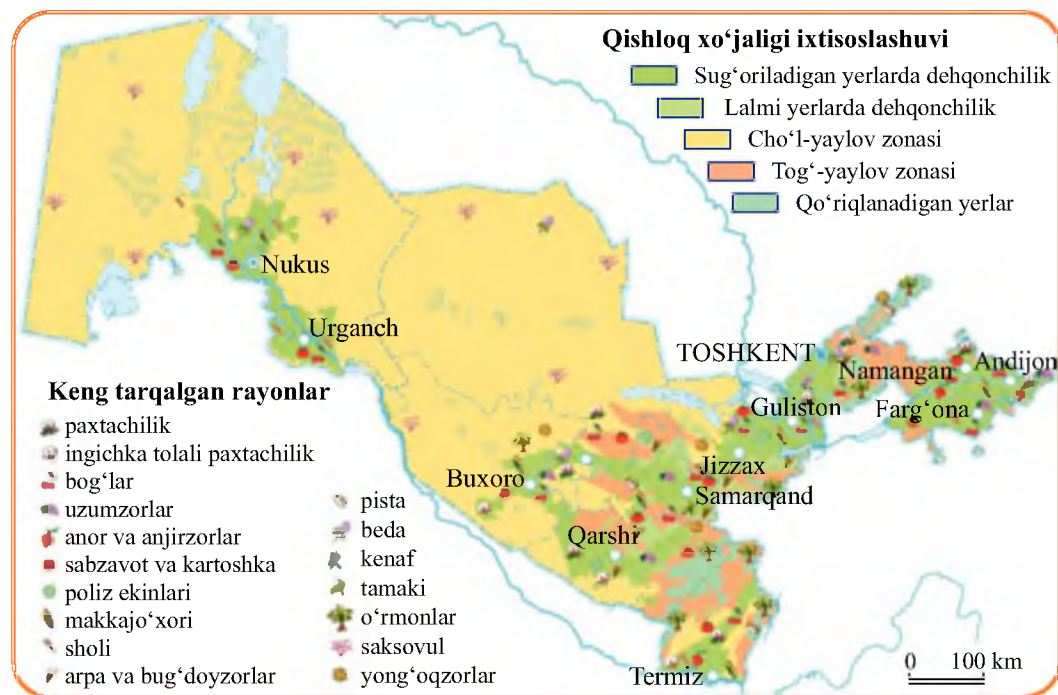 Qishloq xo‘jaligi ixtisoslashuvi
Sug‘oriladigan yerlarda dehqonchilik
Lalmi yerlarda dehqonchilik
Cho‘l-yaylov zonasi
Tog‘-yaylov zonasi
Qo‘riqlanadigan yerlar
Nukus
Urganch
TOSHKENT
Namangan
Andijon
Guliston
Farg‘ona
Jizzax
Samarqand
Buxoro
Qarshi
Termiz
Keng tarqalgan rayonlar
paxtachilik
ingichka tolali paxtachilik
bog‘lar
uzumzorlar
anor va anjirzorlar
sabzavot va kartoshka
poliz ekinlari
makkajo‘xori
sholi
arpa va bug‘doyzorlar
pista
beda
kenaf
tamaki
o‘rmonlar
saksovul
yong‘oqzorlar
0 100 km